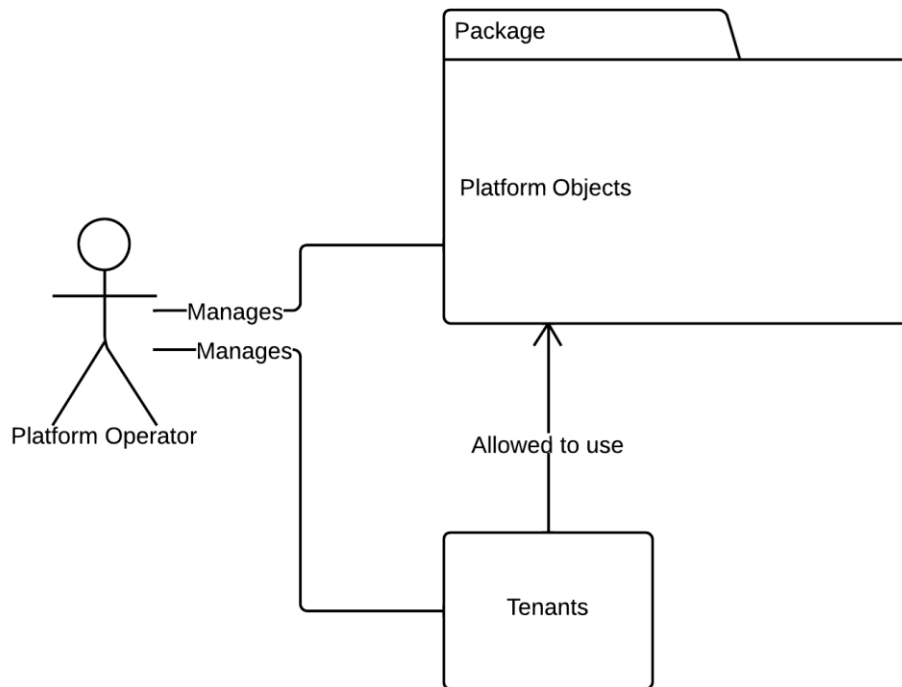 Package
Platform Objects
Manages
Manages
Platform Operator
Allowed to use
Tenants